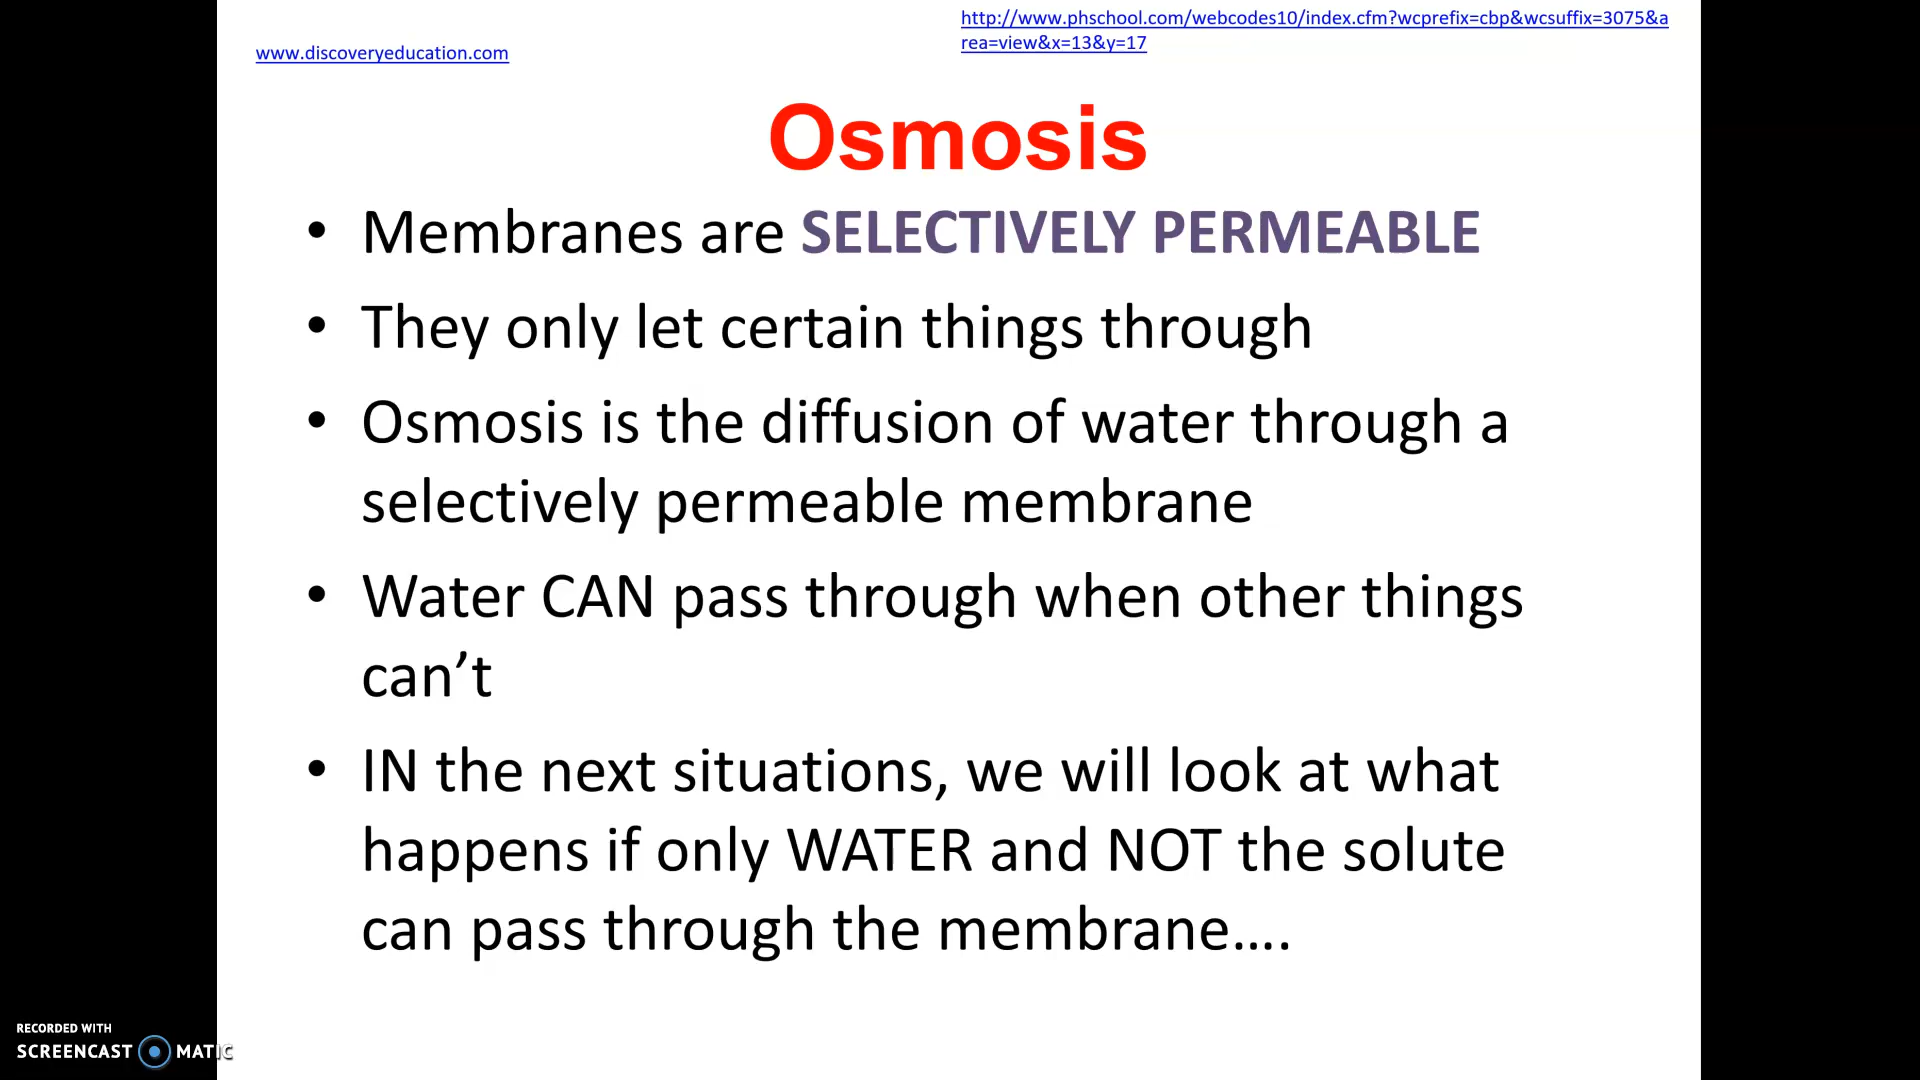 www.discoveryeducation.com
http://www.phschool.com/webcodes10/index.cfm?wcprefix=cbp&wcsuffix=3075&a
rea=view&x=13&y=17
Osmosis
• Membranes are SELECTIVELY PERMEABLE
• They only let certain things through
• Osmosis is the diffusion of water through a
selectively permeable membrane
• Water CAN pass through when other things
can’t
• IN the next situations, we will look at what
happens if only WATER and NOT the solute
can pass through the membrane….
RECORDED WITH
SCREENCAST MATIC